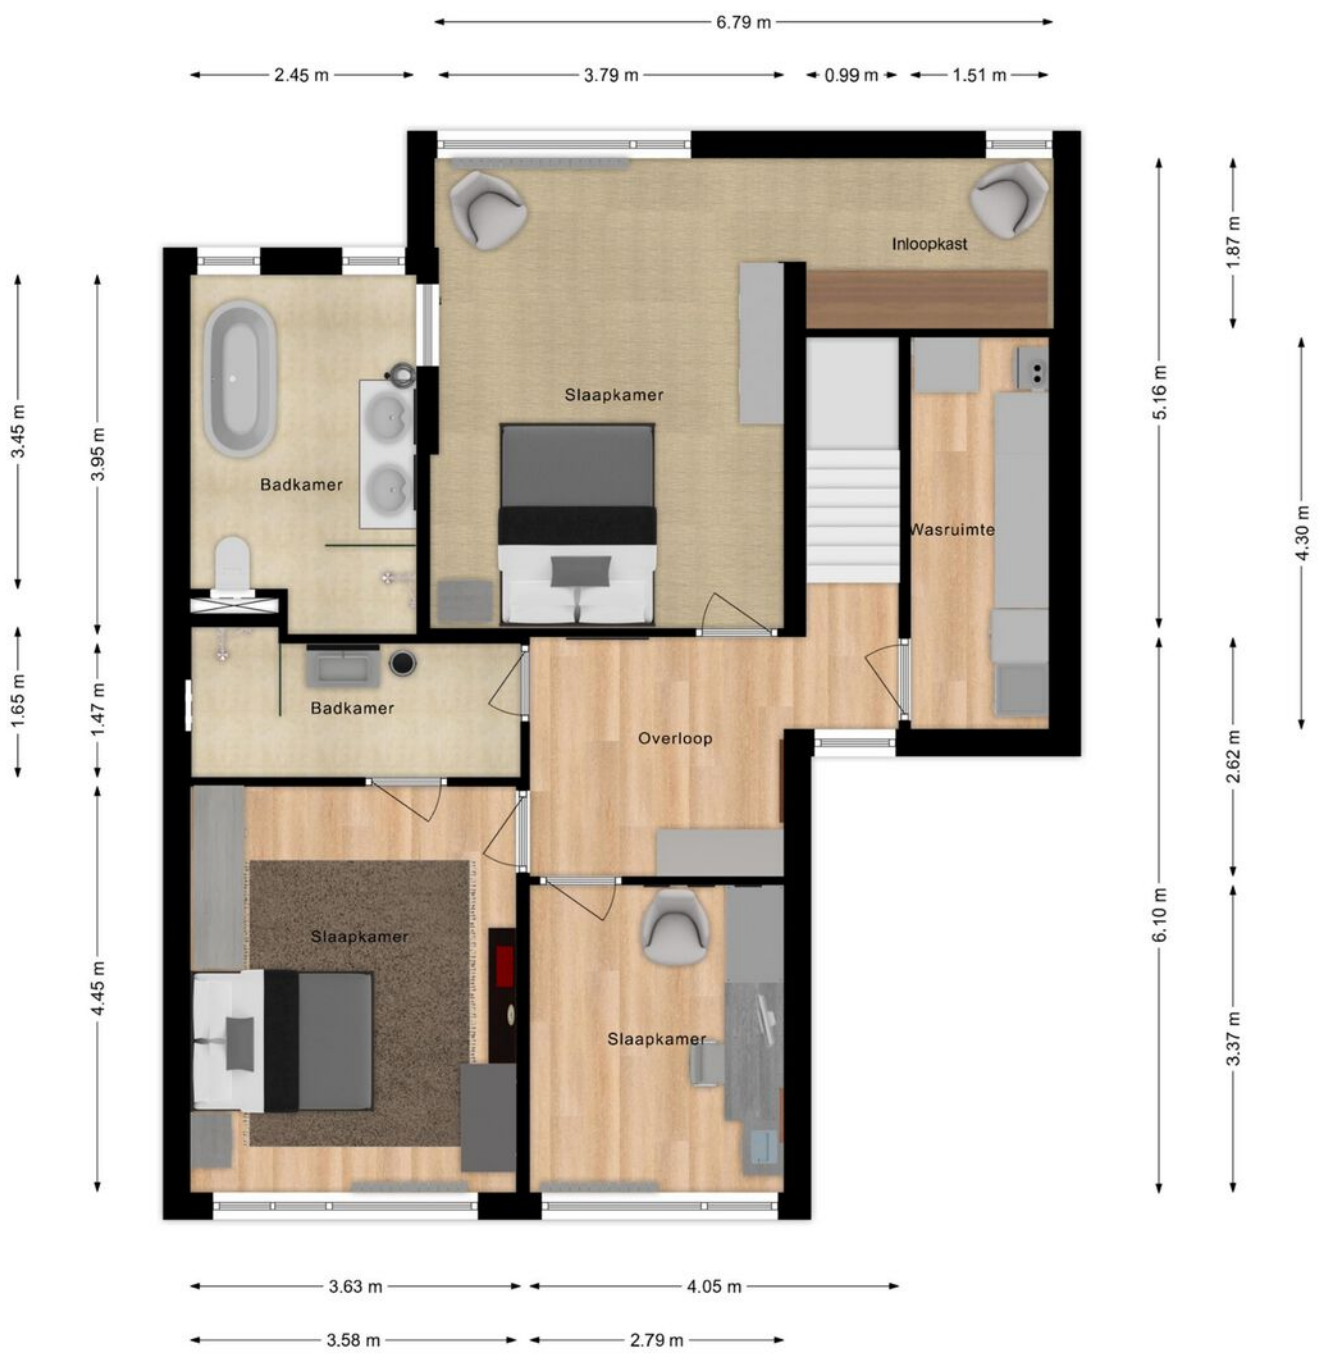 6.79 m
2.45 m
3.79 m
0.99 m
1.51 m
Inloopkast
1.87 m
Slaapkamer
5.16 m
3.45 m
3.95 m
Badkamer
Wasruimte
4.30 m
1.65 m
1.47 m
Badkamer
Overloop
2.62 m
6.10 m
Slaapkamer
4.45 m
Slaapkamer
3.37 m
3.63 m
4.05 m
3.58 m
2.79 m